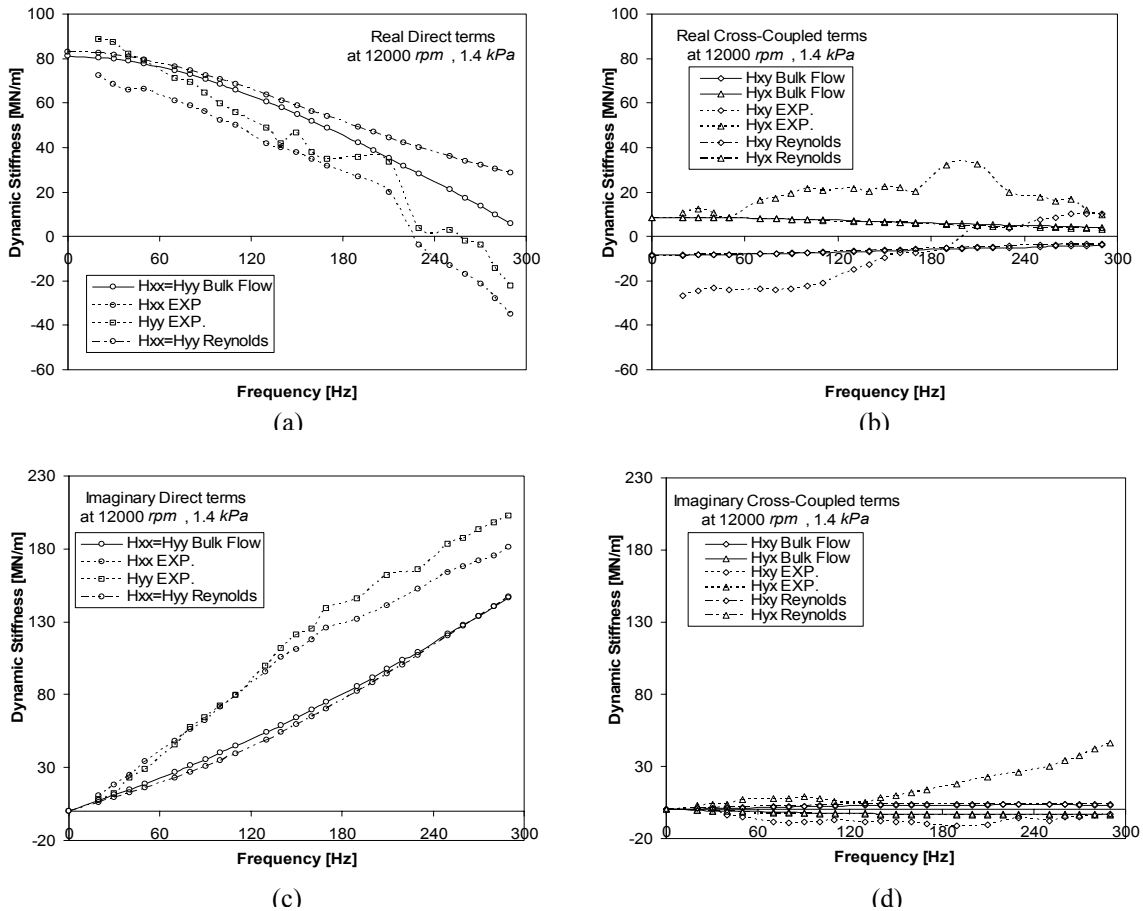 Real Direct terms
at 12000 rpm , 1.4 kPa
Dynamic Stiffness [MN/m]
100
80
60
40
20
0
-20
-40
-60
0
60
120
180
240
300
Hxx=Hyy Bulk Flow
Hxx EXP
Hyy EXP.
Hxx=Hyy Reynolds
Frequency [Hz]
(a)
Real Cross-Coupled terms
at 12000 rpm , 1.4 kPa
Hxy Bulk Flow
Hyx Bulk Flow
Hxy EXP.
Hyx EXP.
Hxy Reynolds
Hyx Reynolds
Dynamic Stiffness [MN/m]
100
80
60
40
20
0
-20
-40
-60
0
60
120
180
240
300
Frequency [Hz]
(b)
Imaginary Direct terms
at 12000 rpm , 1.4 kPa
Hxx=Hyy Bulk Flow
Hxx EXP.
Hyy EXP.
Hxx=Hyy Reynolds
Dynamic Stiffness [MN/m]
230
180
130
80
30
-20
0
60
120
180
240
300
Frequency [Hz]
(c)
Imaginary Cross-Coupled terms
at 12000 rpm , 1.4 kPa
Hxy Bulk Flow
Hyx Bulk Flow
Hxy EXP.
Hyx EXP.
Hxy Reynolds
Hyx Reynolds
Dynamic Stiffness [MN/m]
230
180
130
80
30
-20
0
60
120
180
240
300
Frequency [Hz]
(d)